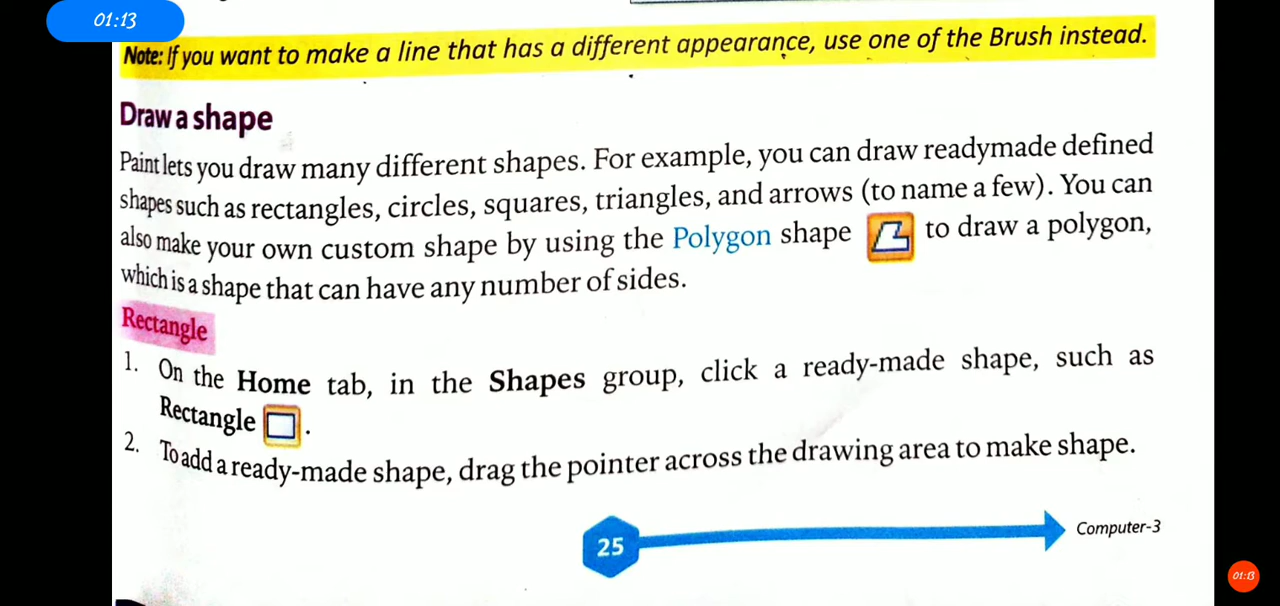 01:13
Note: If you want to make a line that has a different appearance, use one of the Brush instead.
Draw a shape
Paint lets you draw many different shapes. For example, you can draw readymade defined
shapes such as rectangles, circles, squares, triangles, and arrows (to name a few). You can
also make your own custom shape by using the Polygon shape to draw a polygon,
which is a shape that can have any number of sides.
Rectangle
1. On the Home tab, in the Shapes group, click a ready-made shape, such as
Rectangle .
2. To add a ready-made shape, drag the pointer across the drawing area to make shape.
25
Computer-3
01:13